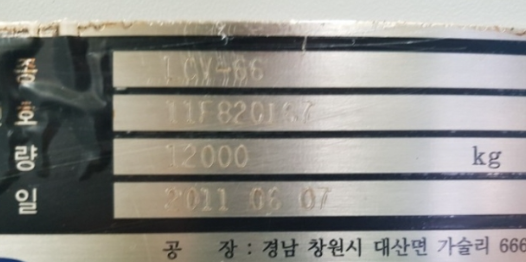 종 LCV-66
호 11F820137
량 12000 kg
일 2011 06 07
공 장 : 경남 창원시 대산면 가술리 666